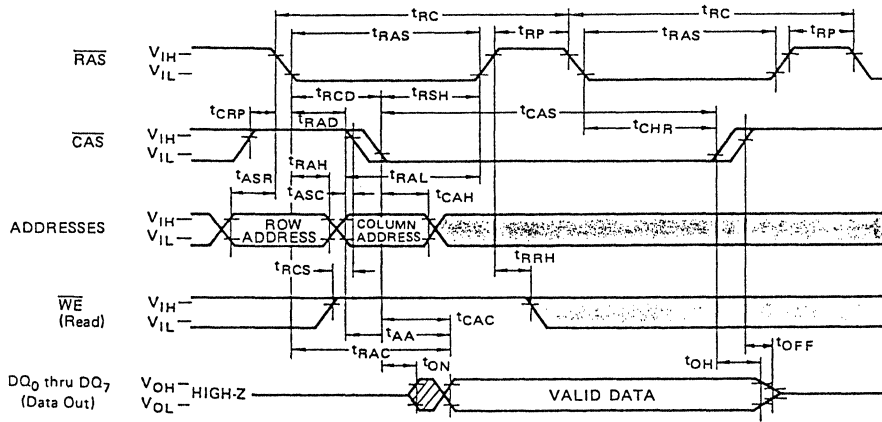 tRC tRC
tRAS tRP tRAS tRP
RAS VIH
VIL
tRCD tRSH
tCRP tRAD tCAS
CAS VIH tCHR
VIL
tRAH tRAL
tASR tASC tCAH
ADDRESSES VIH ROW ADDRESS COLUMN ADDRESS
VIL
tRCS tRRH
WE (Read) VIH
VIL tCAC
tAA
tRAC tOFF
tON tOH
DQ0 thru DQ7 (Data Out) VOH HIGH-Z VALID DATA
VOL